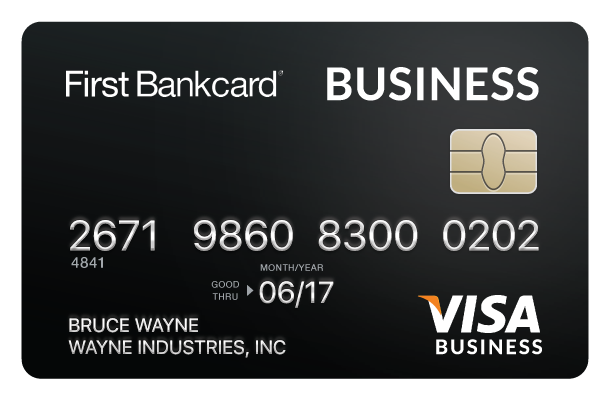 First Bankcard® BUSINESS
2671 9860 8300 0202
4841
MONTH/YEAR
GOOD THRU 06/17
BRUCE WAYNE
WAYNE INDUSTRIES, INC
VISA
BUSINESS